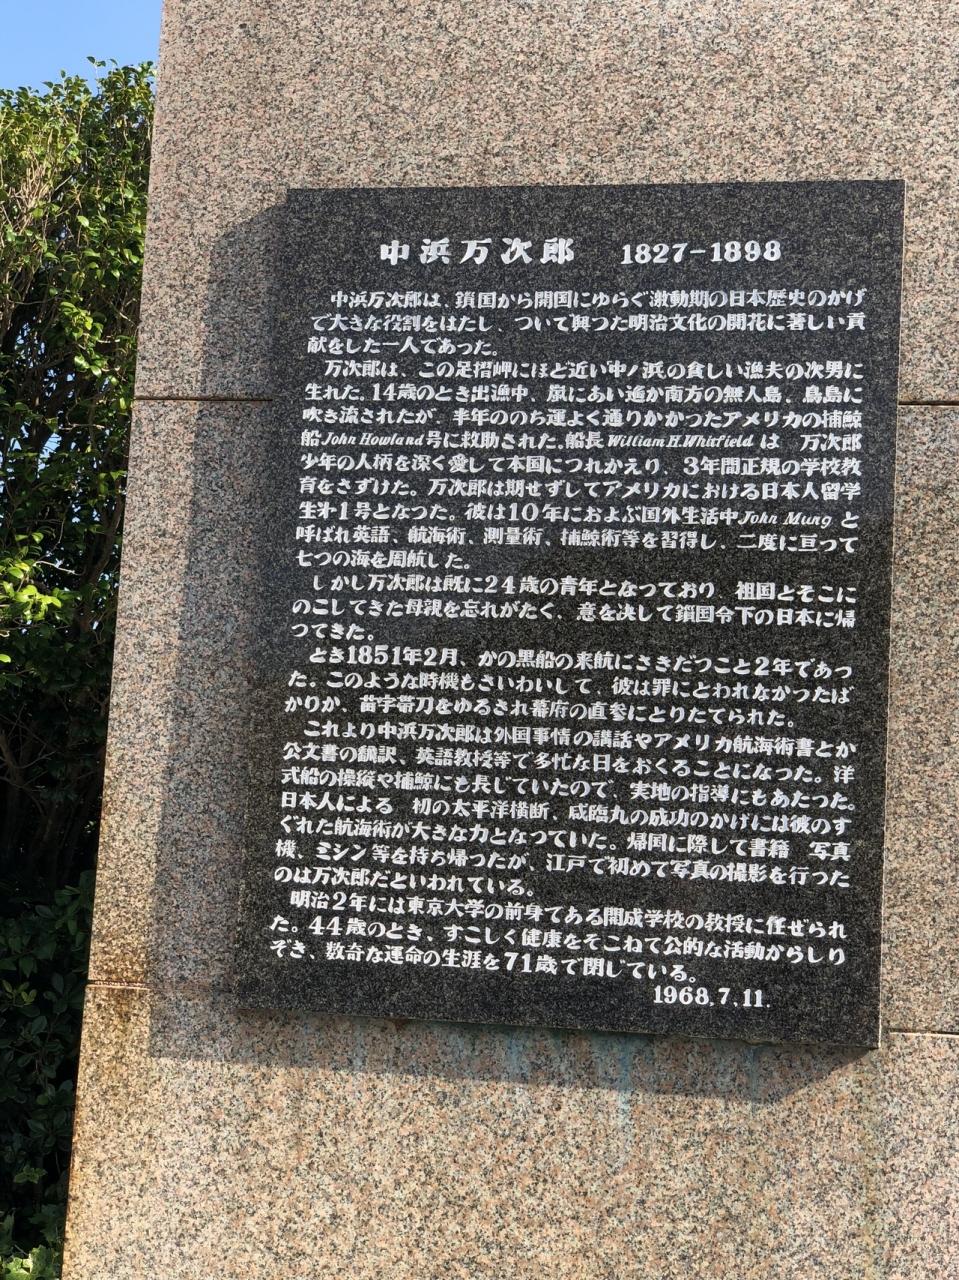 中浜万次郎 1827-1898
中浜万次郎は、鎖国から開国にゆらぐ激動期の日本歴史のかげ
で大きな役割をはたし、ついて興つた明治文化の開花に著しい貢
献をした一人であった。
万次郎は、この足摺岬にほど近い中ノ浜の貧しい漁夫の次男に
生れた。14歳のとき出漁中、嵐にあい遙か南方の無人島、鳥島に
吹き流されたが、半年ののち運よく通りかかったアメリカの捕鯨
船John Howland号に救助された。船長William H.Whitfieldは 万次郎
少年の人柄を深く愛して本国につれかえり、3年間正規の学校教
育をさずけた。万次郎は期せずしてアメリカにおける日本人留学
生第1号となった。彼は10年におよぶ国外生活中John Mungと
呼ばれ英語、航海術、測量術、捕鯨術等を習得し、二度に亘って
七つの海を周航した。
しかし万次郎は既に24歳の青年となっており 祖国とそこに
のこしてきた母親を忘れがたく、意を決して鎖国令下の日本に帰
ってきた。
とき1851年2月、かの黒船の来航にさきだつこと2年であっ
た。このような時機もさいわいして、彼は罪にとわれなかったば
かりか、苗字帯刀をゆるされ幕府の直参にとりたてられた。
これより中浜万次郎は外国事情の講話やアメリカ航海術書とか
公文書の翻訳、英語教授等で多忙な日をおくることになった。洋
式船の操縦や捕鯨にも長じていたので、実地の指導にもあたった。
日本人による 初の太平洋横断、咸臨丸の成功のかげには彼のす
ぐれた航海術が大きな力となっていた。帰国に際して書籍 写真
機、ミシン等を持ち帰ったが、江戸で初めて写真の撮影を行った
のは万次郎だといわれている。
明治2年には東京大学の前身てある開成学校の教授に任ぜられ
た。44歳のとき、すこしく健康をそこねて公的な活動からしり
ぞき、数奇な運命の生涯を71歳で閉じている。
1968.7.11.